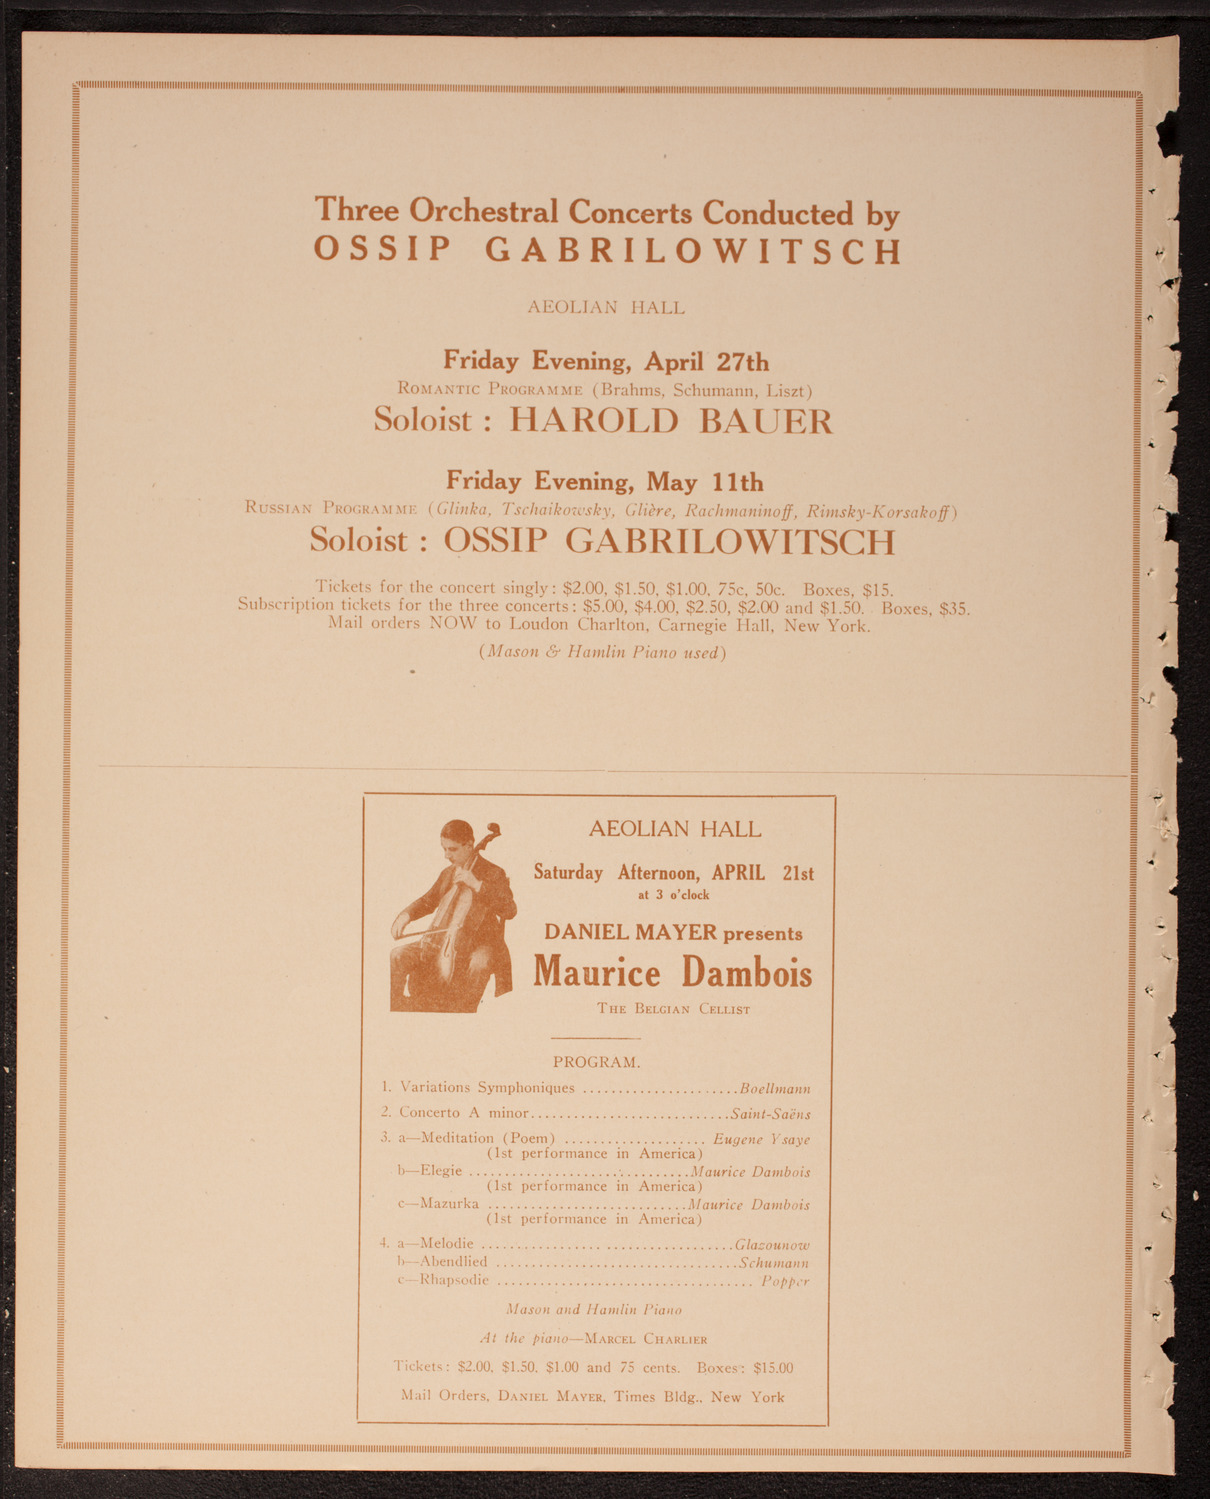 Three Orchestral Concerts Conducted by
OSSIP GABRILOWITSCH
AEOLIAN HALL
Friday Evening, April 27th
ROMANTIC PROGRAMME (Brahms, Schumann, Liszt)
Soloist : HAROLD BAUER
Friday Evening, May 11th
RUSSIAN PROGRAMME (Glinka, Tschaikowsky, Glière, Rachmaninoff, Rimsky-Korsakoff)
Soloist : OSSIP GABRILOWITSCH
Tickets for the concert singly: $2.00, $1.50, $1.00, 75c, 50c. Boxes, $15.
Subscription tickets for the three concerts: $5.00, $4.00, $2.50, $2.00 and $1.50. Boxes, $35.
Mail orders NOW to Loudon Charlton, Carnegie Hall, New York.
(Mason & Hamlin Piano used)
AEOLIAN HALL
Saturday Afternoon, APRIL 21st
at 3 o'clock
DANIEL MAYER presents
Maurice Dambois
THE BELGIAN CELLIST
PROGRAM.
1. Variations Symphoniques ......................Boellmann
2. Concerto A minor............................Saint-Saëns
3. a—Meditation (Poem) .................... Eugene Ysaye
(1st performance in America)
b—Elegie ...............................Maurice Dambois
(1st performance in America)
c—Mazurka ............................Maurice Dambois
(1st performance in America)
4. a—Melodie ...................................Glazounow
b—Abendlied ..................................Schumann
c—Rhapsodie .................................... Popper
Mason and Hamlin Piano
At the piano—MARCEL CHARLIER
Tickets: $2.00, $1.50, $1.00 and 75 cents. Boxes: $15.00
Mail Orders, DANIEL MAYER, Times Bldg., New York